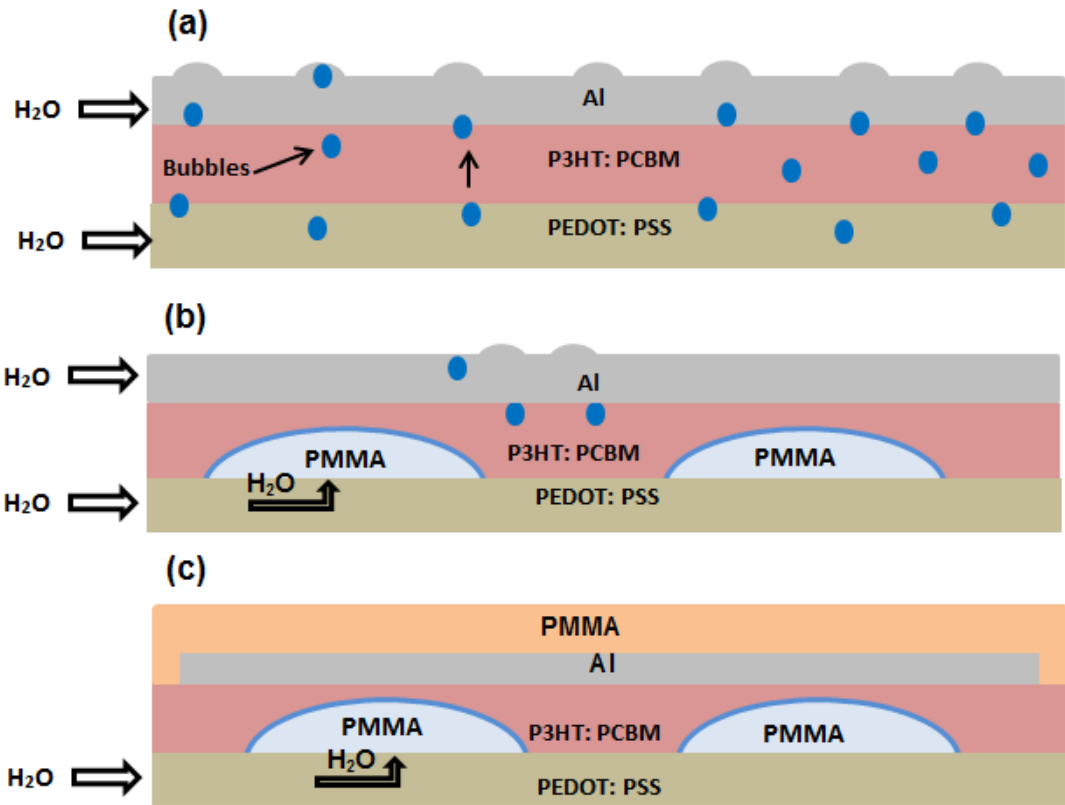 (a)
H₂O
Al
Bubbles
P3HT: PCBM
H₂O
PEDOT: PSS
(b)
H₂O
Al
PMMA
P3HT: PCBM
PMMA
H₂O
H₂O
PEDOT: PSS
(c)
PMMA
Al
PMMA
P3HT: PCBM
PMMA
H₂O
H₂O
PEDOT: PSS